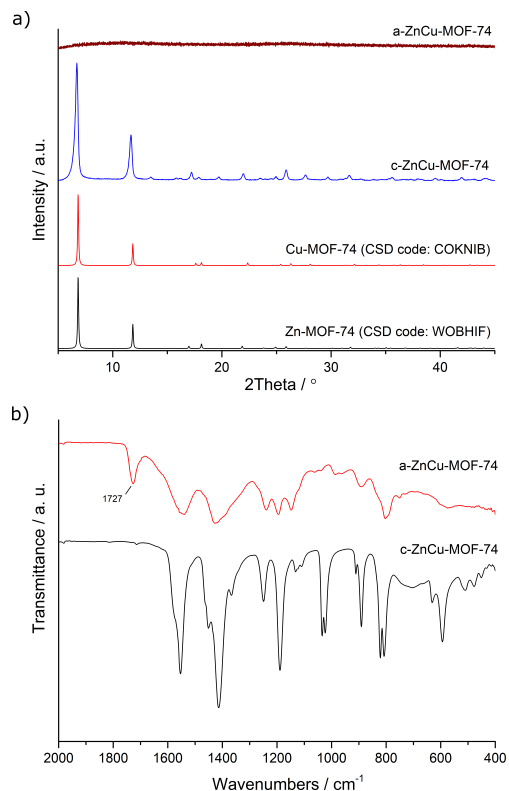 a)
a-ZnCu-MOF-74
c-ZnCu-MOF-74
Cu-MOF-74 (CSD code: COKNIB)
Zn-MOF-74 (CSD code: WOBHIF)
Intensity / a.u.
10 20 30 40
2Theta / °
b)
1727
a-ZnCu-MOF-74
c-ZnCu-MOF-74
Transmittance / a. u.
2000 1800 1600 1400 1200 1000 800 600 400
Wavenumbers / cm⁻¹